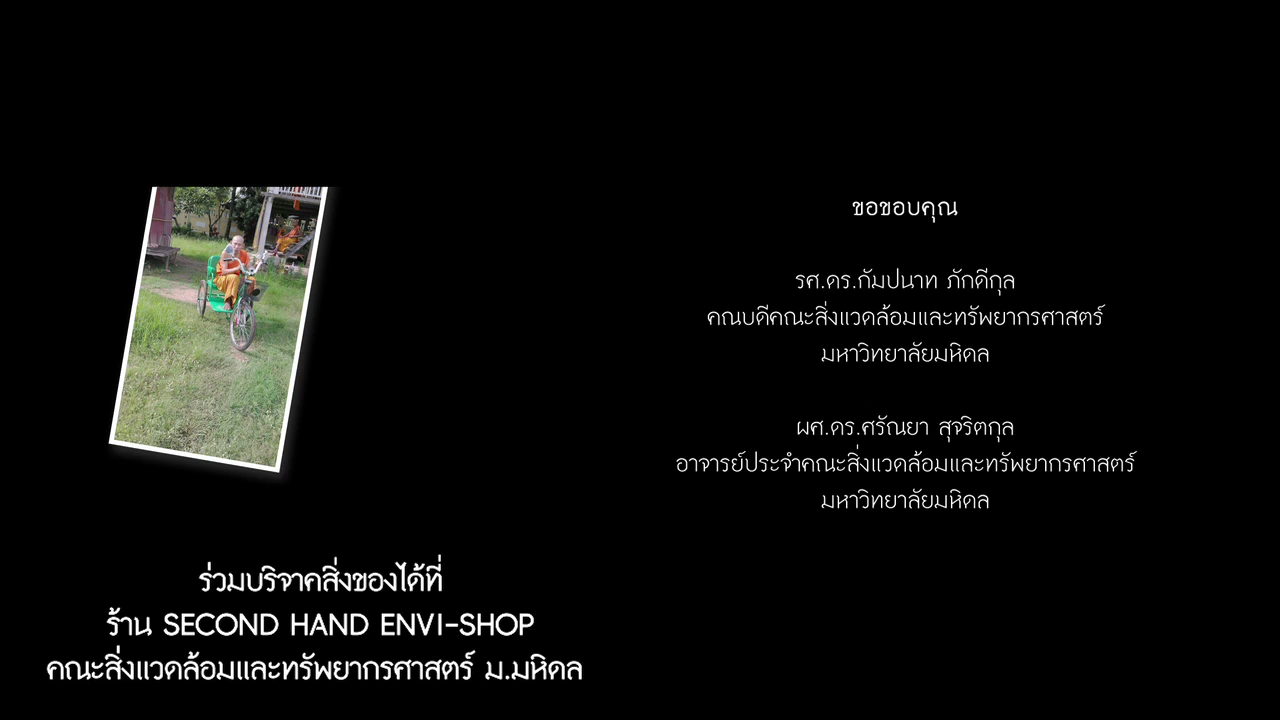 ขอขอบคุณ
รศ.ดร.กัมปนาท ภักดีกุล
คณบดีคณะสิ่งแวดล้อมและทรัพยากรศาสตร์
มหาวิทยาลัยมหิดล
ผศ.ดร.ศรัณยา สุจริตกุล
อาจารย์ประจำคณะสิ่งแวดล้อมและทรัพยากรศาสตร์
มหาวิทยาลัยมหิดล
ร่วมบริจาคสิ่งของได้ที่
ร้าน SECOND HAND ENVI-SHOP
คณะสิ่งแวดล้อมและทรัพยากรศาสตร์ ม.มหิดล